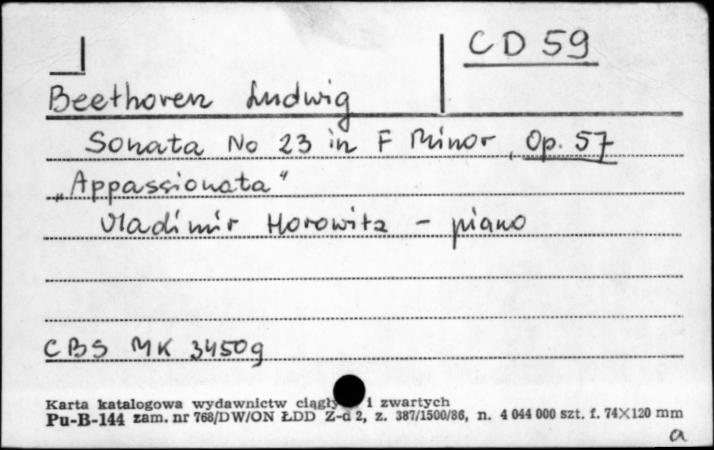 CD 59
Beethoven Ludwig
Sonata No 23 in F Minor, Op. 57
„Appassionata"
Vladimir Horowitz - piano
CBS MK 34509
Karta katalogowa wydawnictw i zwartych
Pu-B-144 zam. nr 768/DW/ON ŁDD Z-d 2, z. 387/1500/86, n. 4 044 000 szt. f. 74×120 mm
a